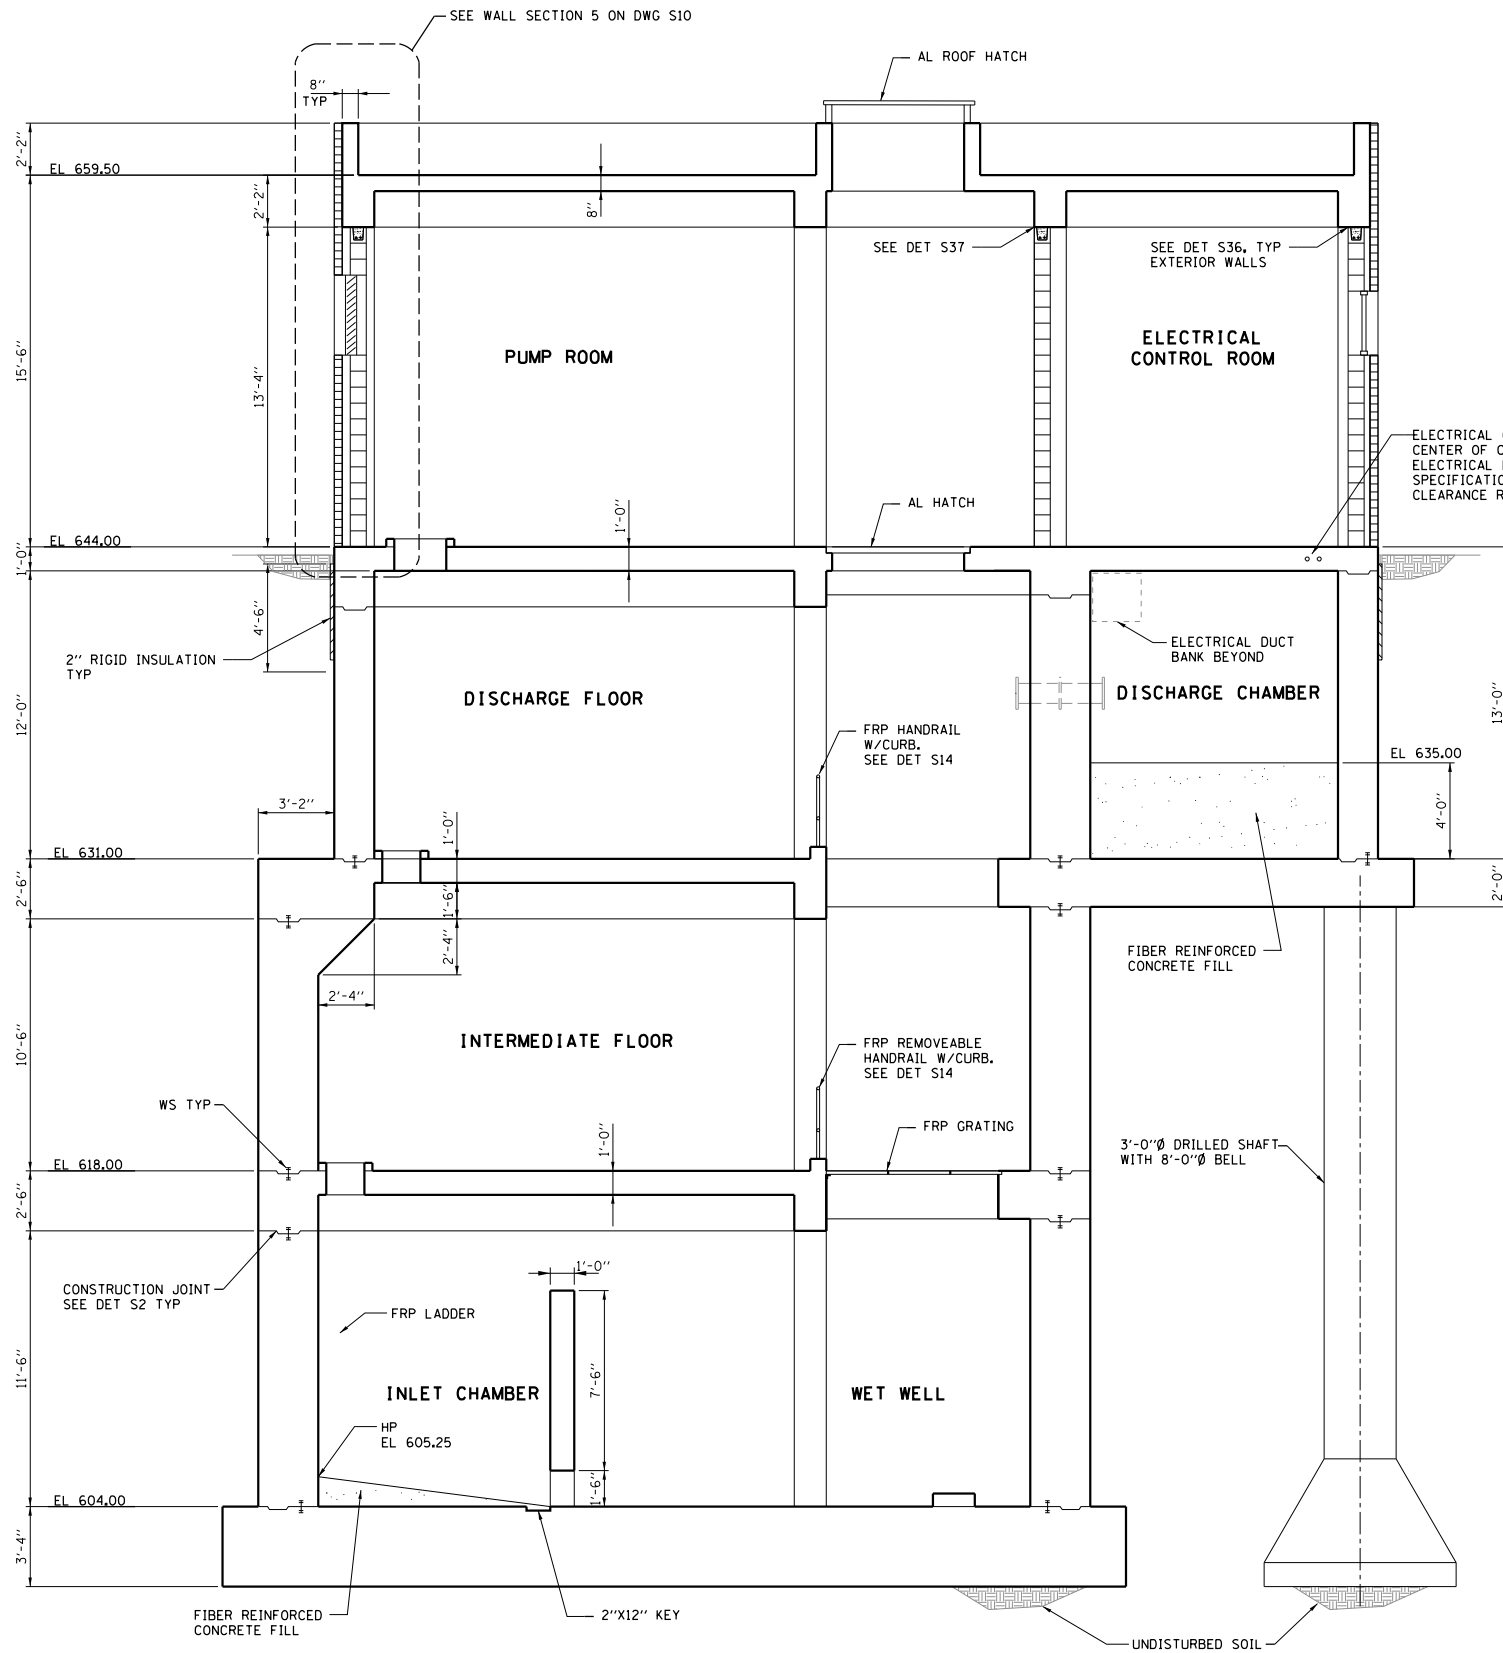 SEE WALL SECTION 5 ON DWG S10
AL ROOF HATCH
8''
TYP
2'-2''
EL 659.50
2'-2''
8''
SEE DET S37
SEE DET S36, TYP
EXTERIOR WALLS
15'-6''
13'-4''
PUMP ROOM
ELECTRICAL
CONTROL ROOM
ELECTRICAL
CENTER OF
ELECTRICAL
CLEARANCE
AL HATCH
1'-0''
EL 644.00
1'-0''
4'-6''
2'' RIGID INSULATION
TYP
ELECTRICAL DUCT
BANK BEYOND
12'-0''
DISCHARGE FLOOR
DISCHARGE CHAMBER
13'-0''
FRP HANDRAIL
W/CURB.
SEE DET S14
EL 635.00
3'-2''
4'-0''
1'-0''
EL 631.00
2'-6''
1'-6''
2'-0''
2'-4''
FIBER REINFORCED
CONCRETE FILL
2'-4''
10'-6''
INTERMEDIATE FLOOR
FRP REMOVEABLE
HANDRAIL W/CURB.
SEE DET S14
WS TYP
FRP GRATING
3'-0''Ø DRILLED SHAFT
WITH 8'-0''Ø BELL
1'-0''
EL 618.00
2'-6''
1'-0''
CONSTRUCTION JOINT
SEE DET S2 TYP
FRP LADDER
11'-6''
7'-6''
INLET CHAMBER
WET WELL
HP
EL 605.25
1'-6''
EL 604.00
3'-4''
FIBER REINFORCED
CONCRETE FILL
2''X12'' KEY
UNDISTURBED SOIL